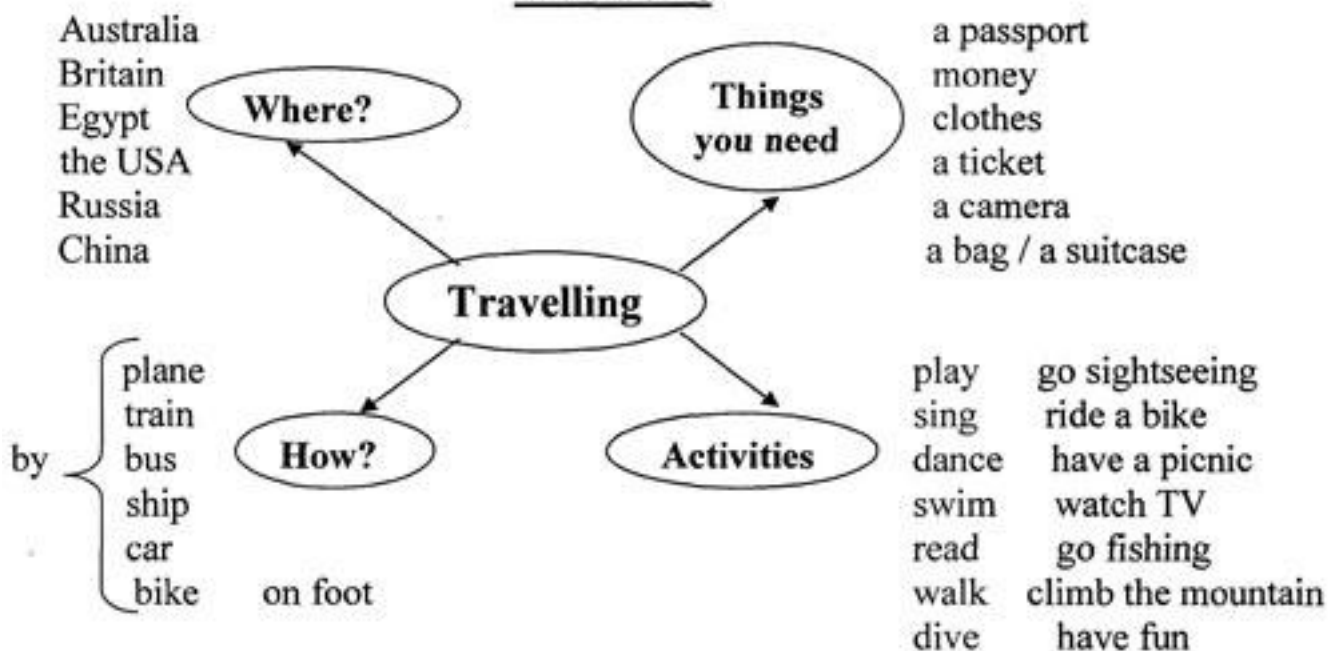 Australia
Britain
Egypt
the USA
Russia
China
Where?
Things
you need
a passport
money
clothes
a ticket
a camera
a bag / a suitcase
Travelling
by
plane
train
bus
ship
car
bike on foot
How?
Activities
play go sightseeing
sing ride a bike
dance have a picnic
swim watch TV
read go fishing
walk climb the mountain
dive have fun